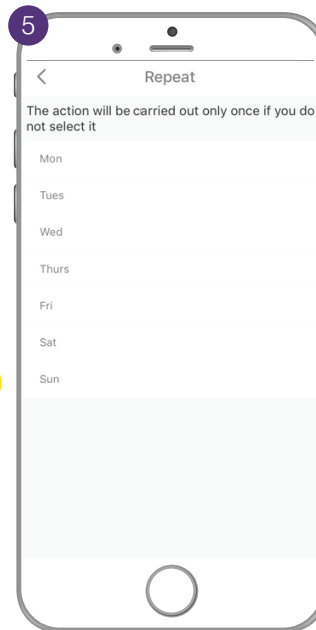 5
Repeat
The action will be carried out only once if you do
not select it
Mon
Tues
Wed
Thurs
Fri
Sat
Sun